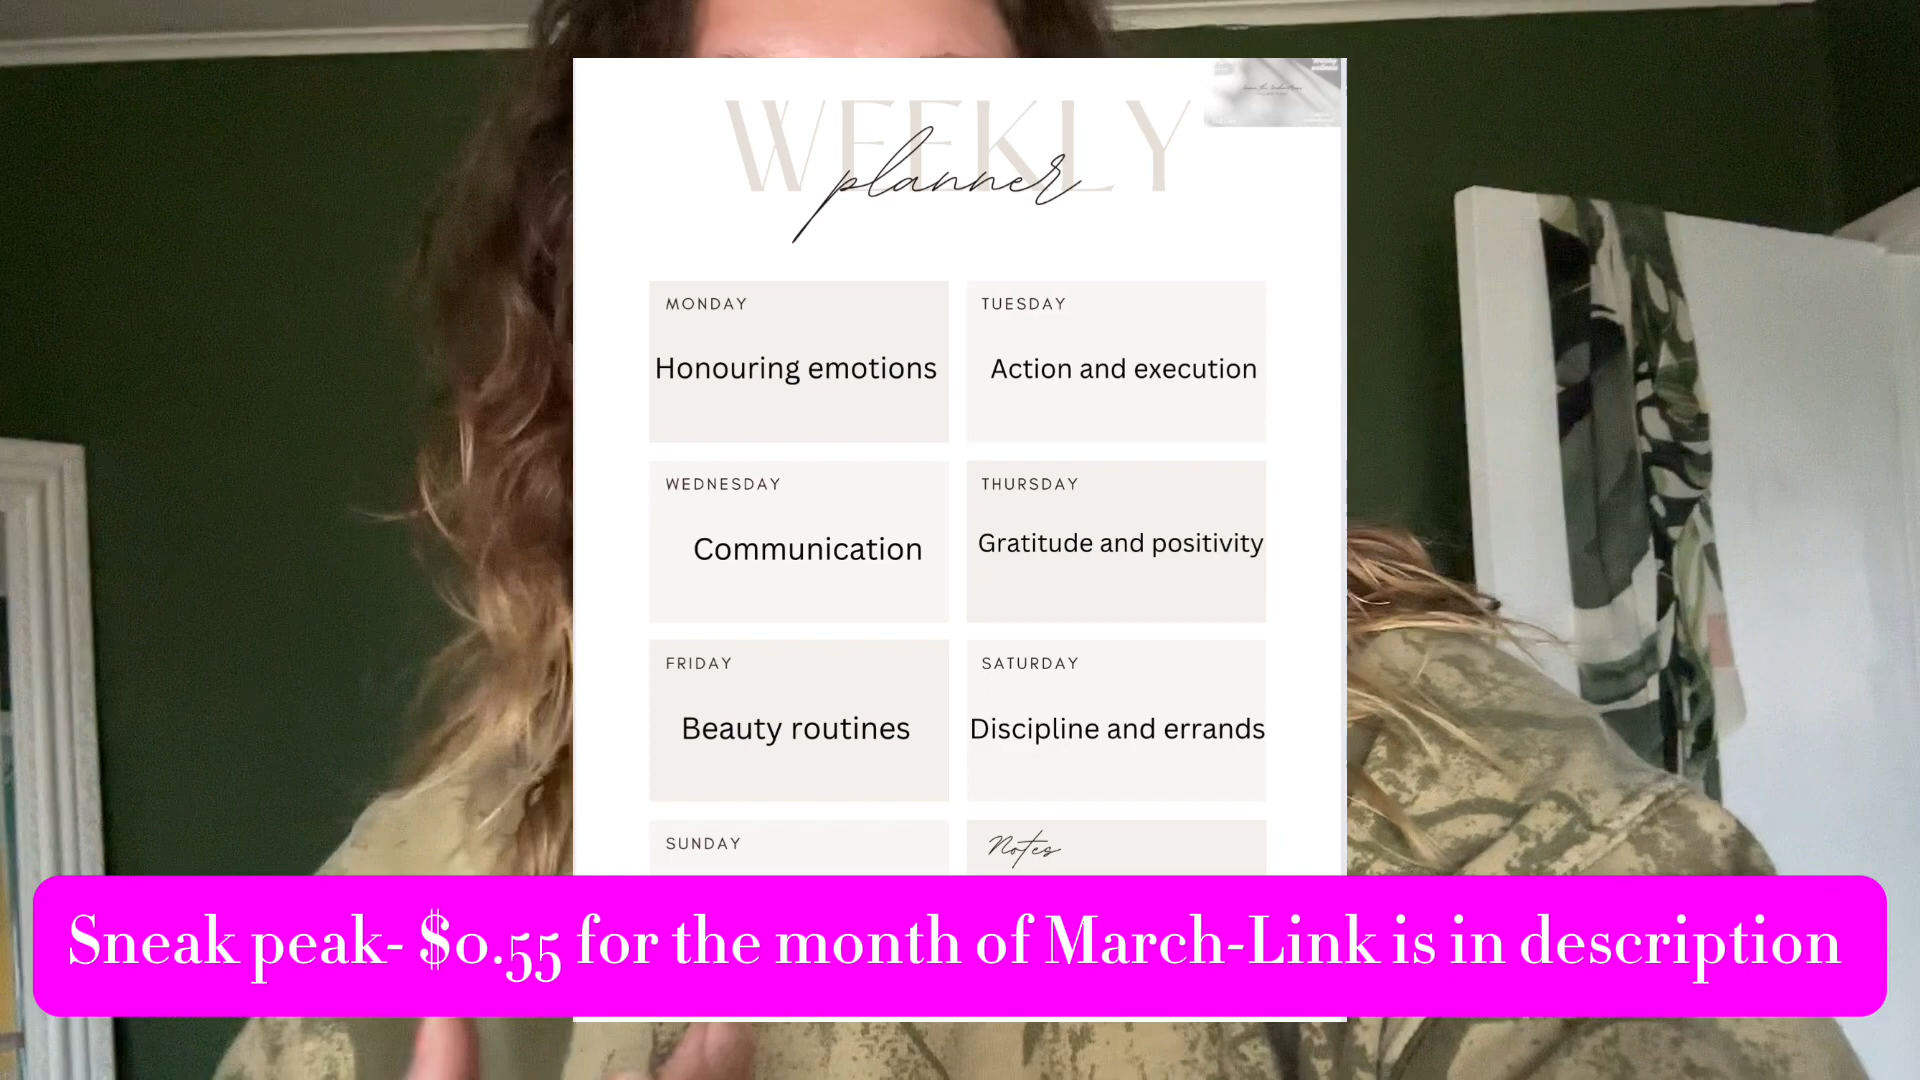 WEEKLY
planner
MONDAY
Honouring emotions
TUESDAY
Action and execution
WEDNESDAY
Communication
THURSDAY
Gratitude and positivity
FRIDAY
Beauty routines
SATURDAY
Discipline and errands
SUNDAY
Notes
Sneak peak- $0.55 for the month of March-Link is in description